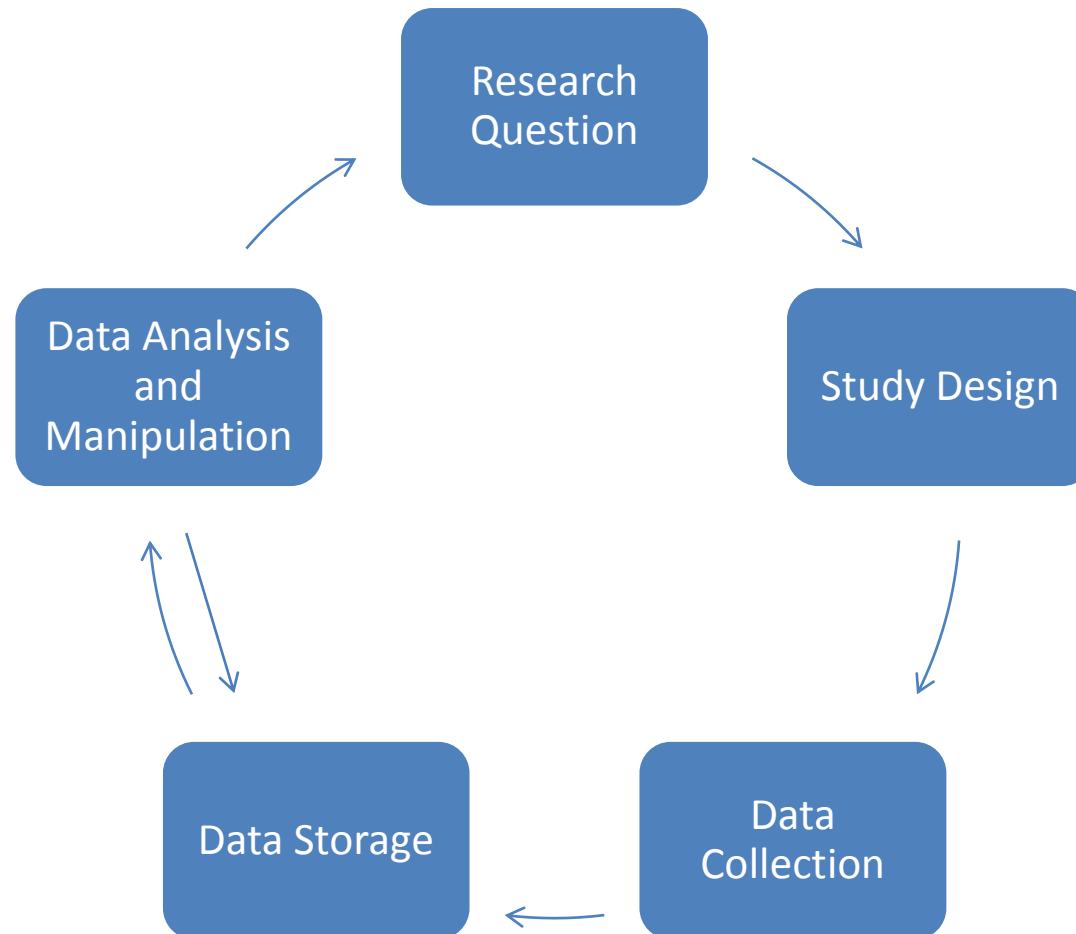 Research
Question
Study Design
Data
Collection
Data Storage
Data Analysis
and
Manipulation